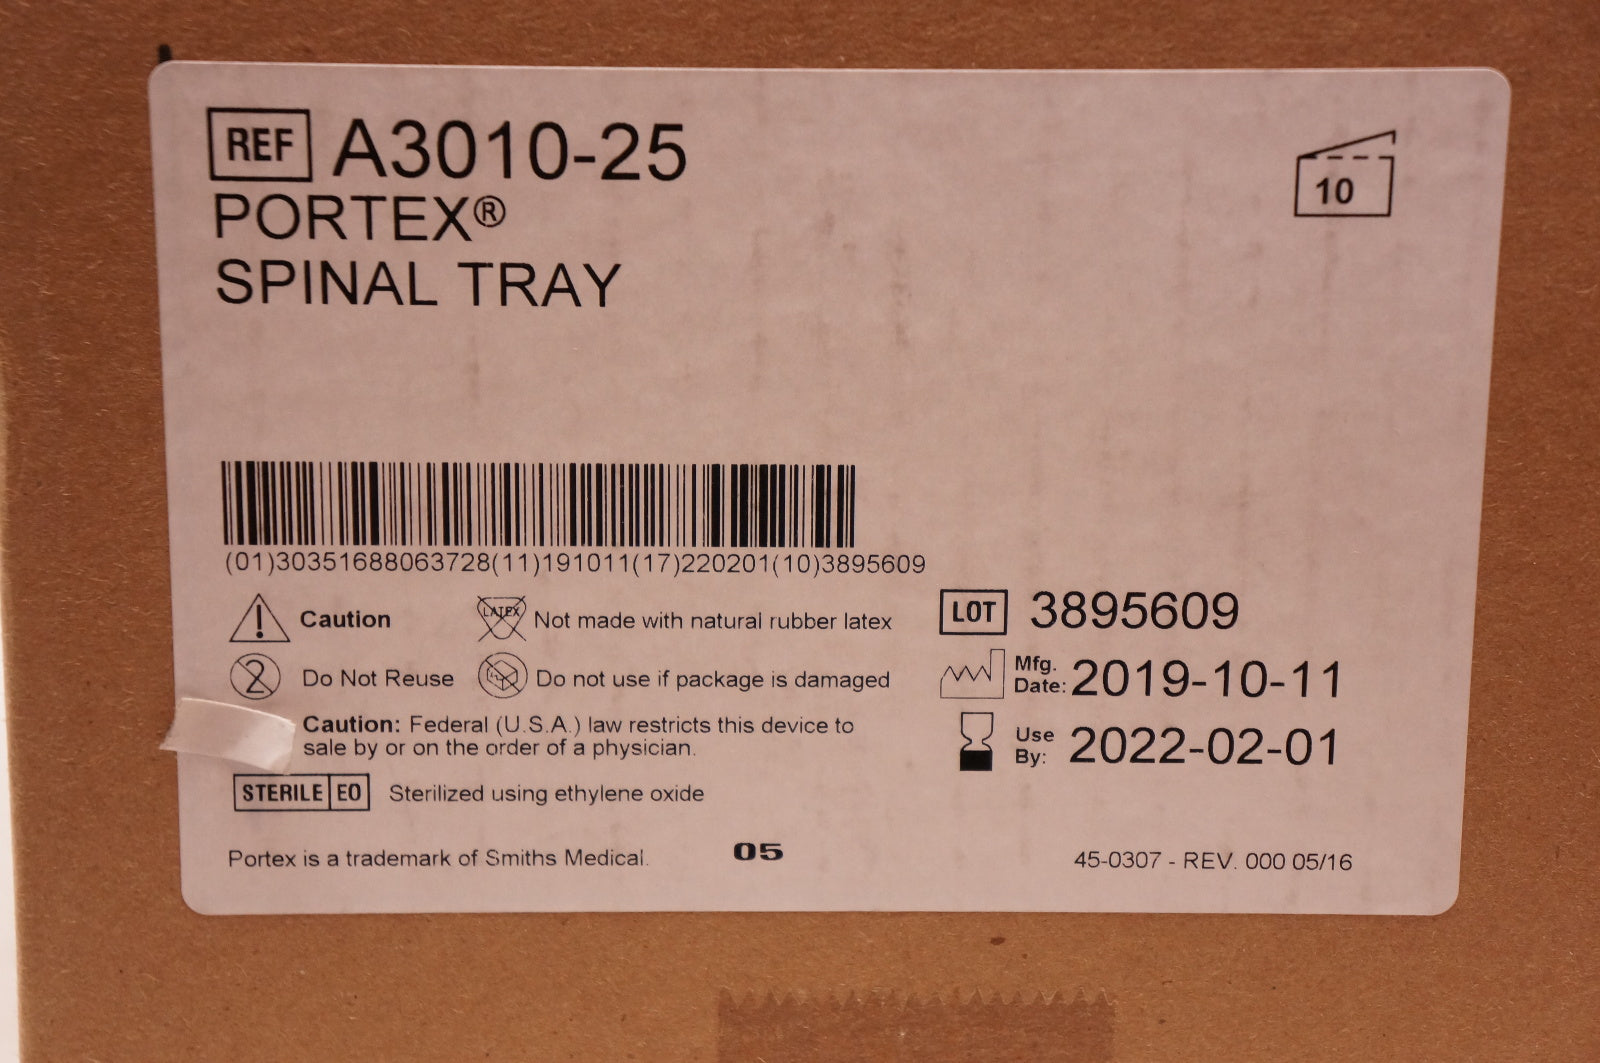 REF A3010-25
PORTEX®
SPINAL TRAY
10
(01)30351688063728(11)191011(17)220201(10)3895609
Caution
LATEX Not made with natural rubber latex
LOT 3895609
2 Do Not Reuse
Do not use if package is damaged
Mfg.
Date: 2019-10-11
Caution: Federal (U.S.A.) law restricts this device to
sale by or on the order of a physician.
Use
By: 2022-02-01
STERILE EO Sterilized using ethylene oxide
Portex is a trademark of Smiths Medical.
05
45-0307 - REV. 000 05/16